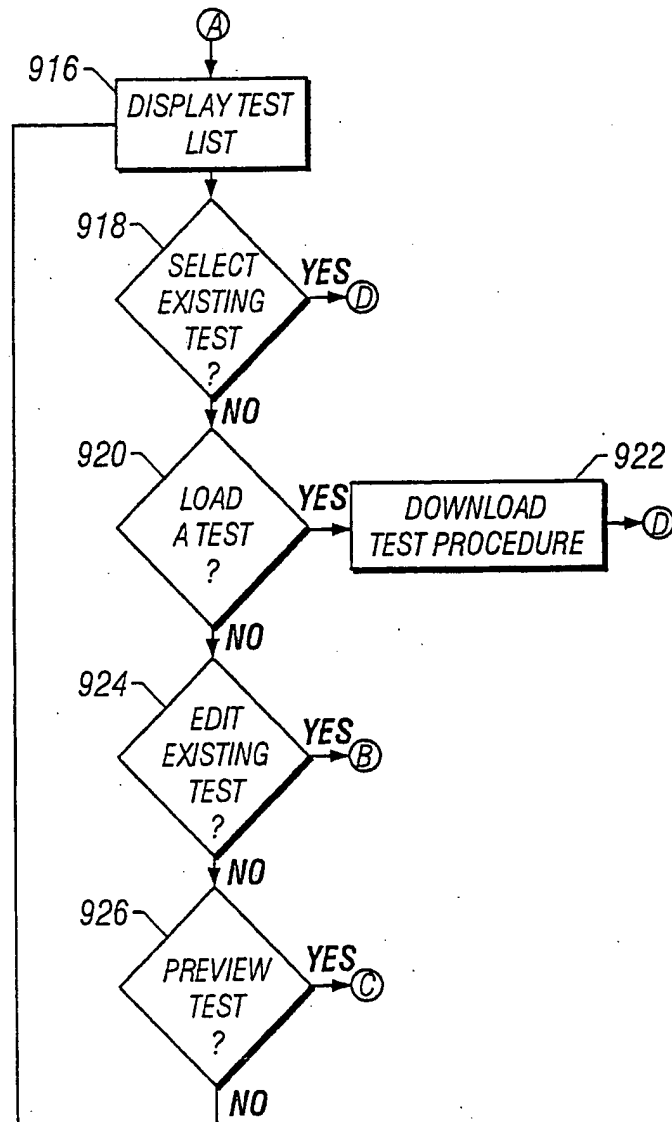 A
916
DISPLAY TEST
LIST
918
SELECT
EXISTING
TEST
?
YES
D
NO
920
LOAD
A TEST
?
YES
922
DOWNLOAD
TEST PROCEDURE
D
NO
924
EDIT
EXISTING
TEST
?
YES
B
NO
926
PREVIEW
TEST
?
YES
C
NO